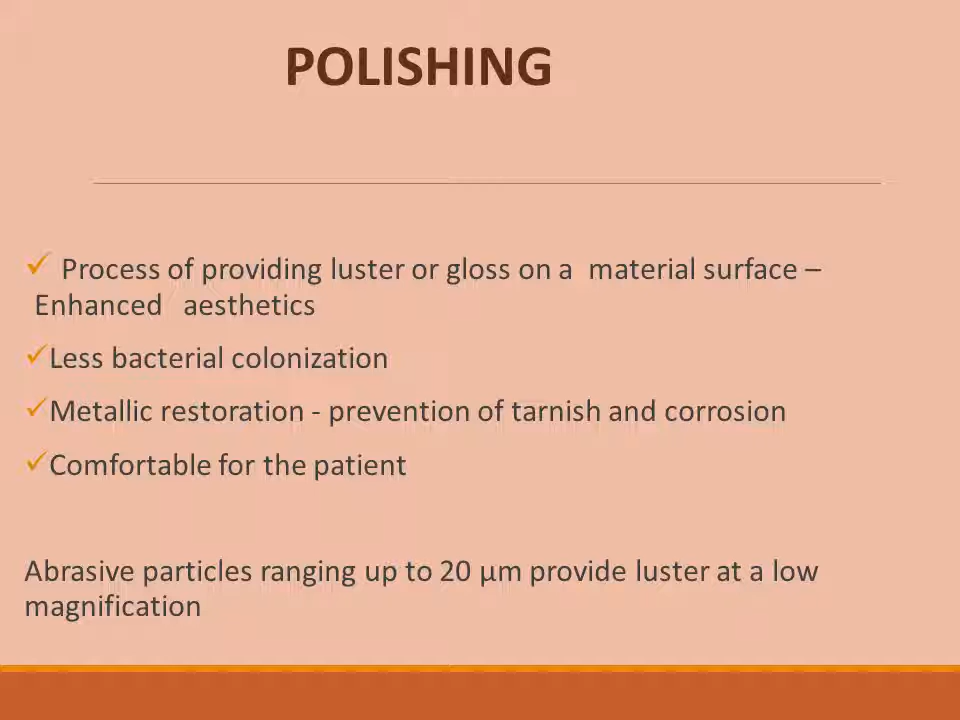 POLISHING
✓ Process of providing luster or gloss on a material surface –
Enhanced aesthetics
✓Less bacterial colonization
✓Metallic restoration - prevention of tarnish and corrosion
✓Comfortable for the patient
Abrasive particles ranging up to 20 μm provide luster at a low
magnification